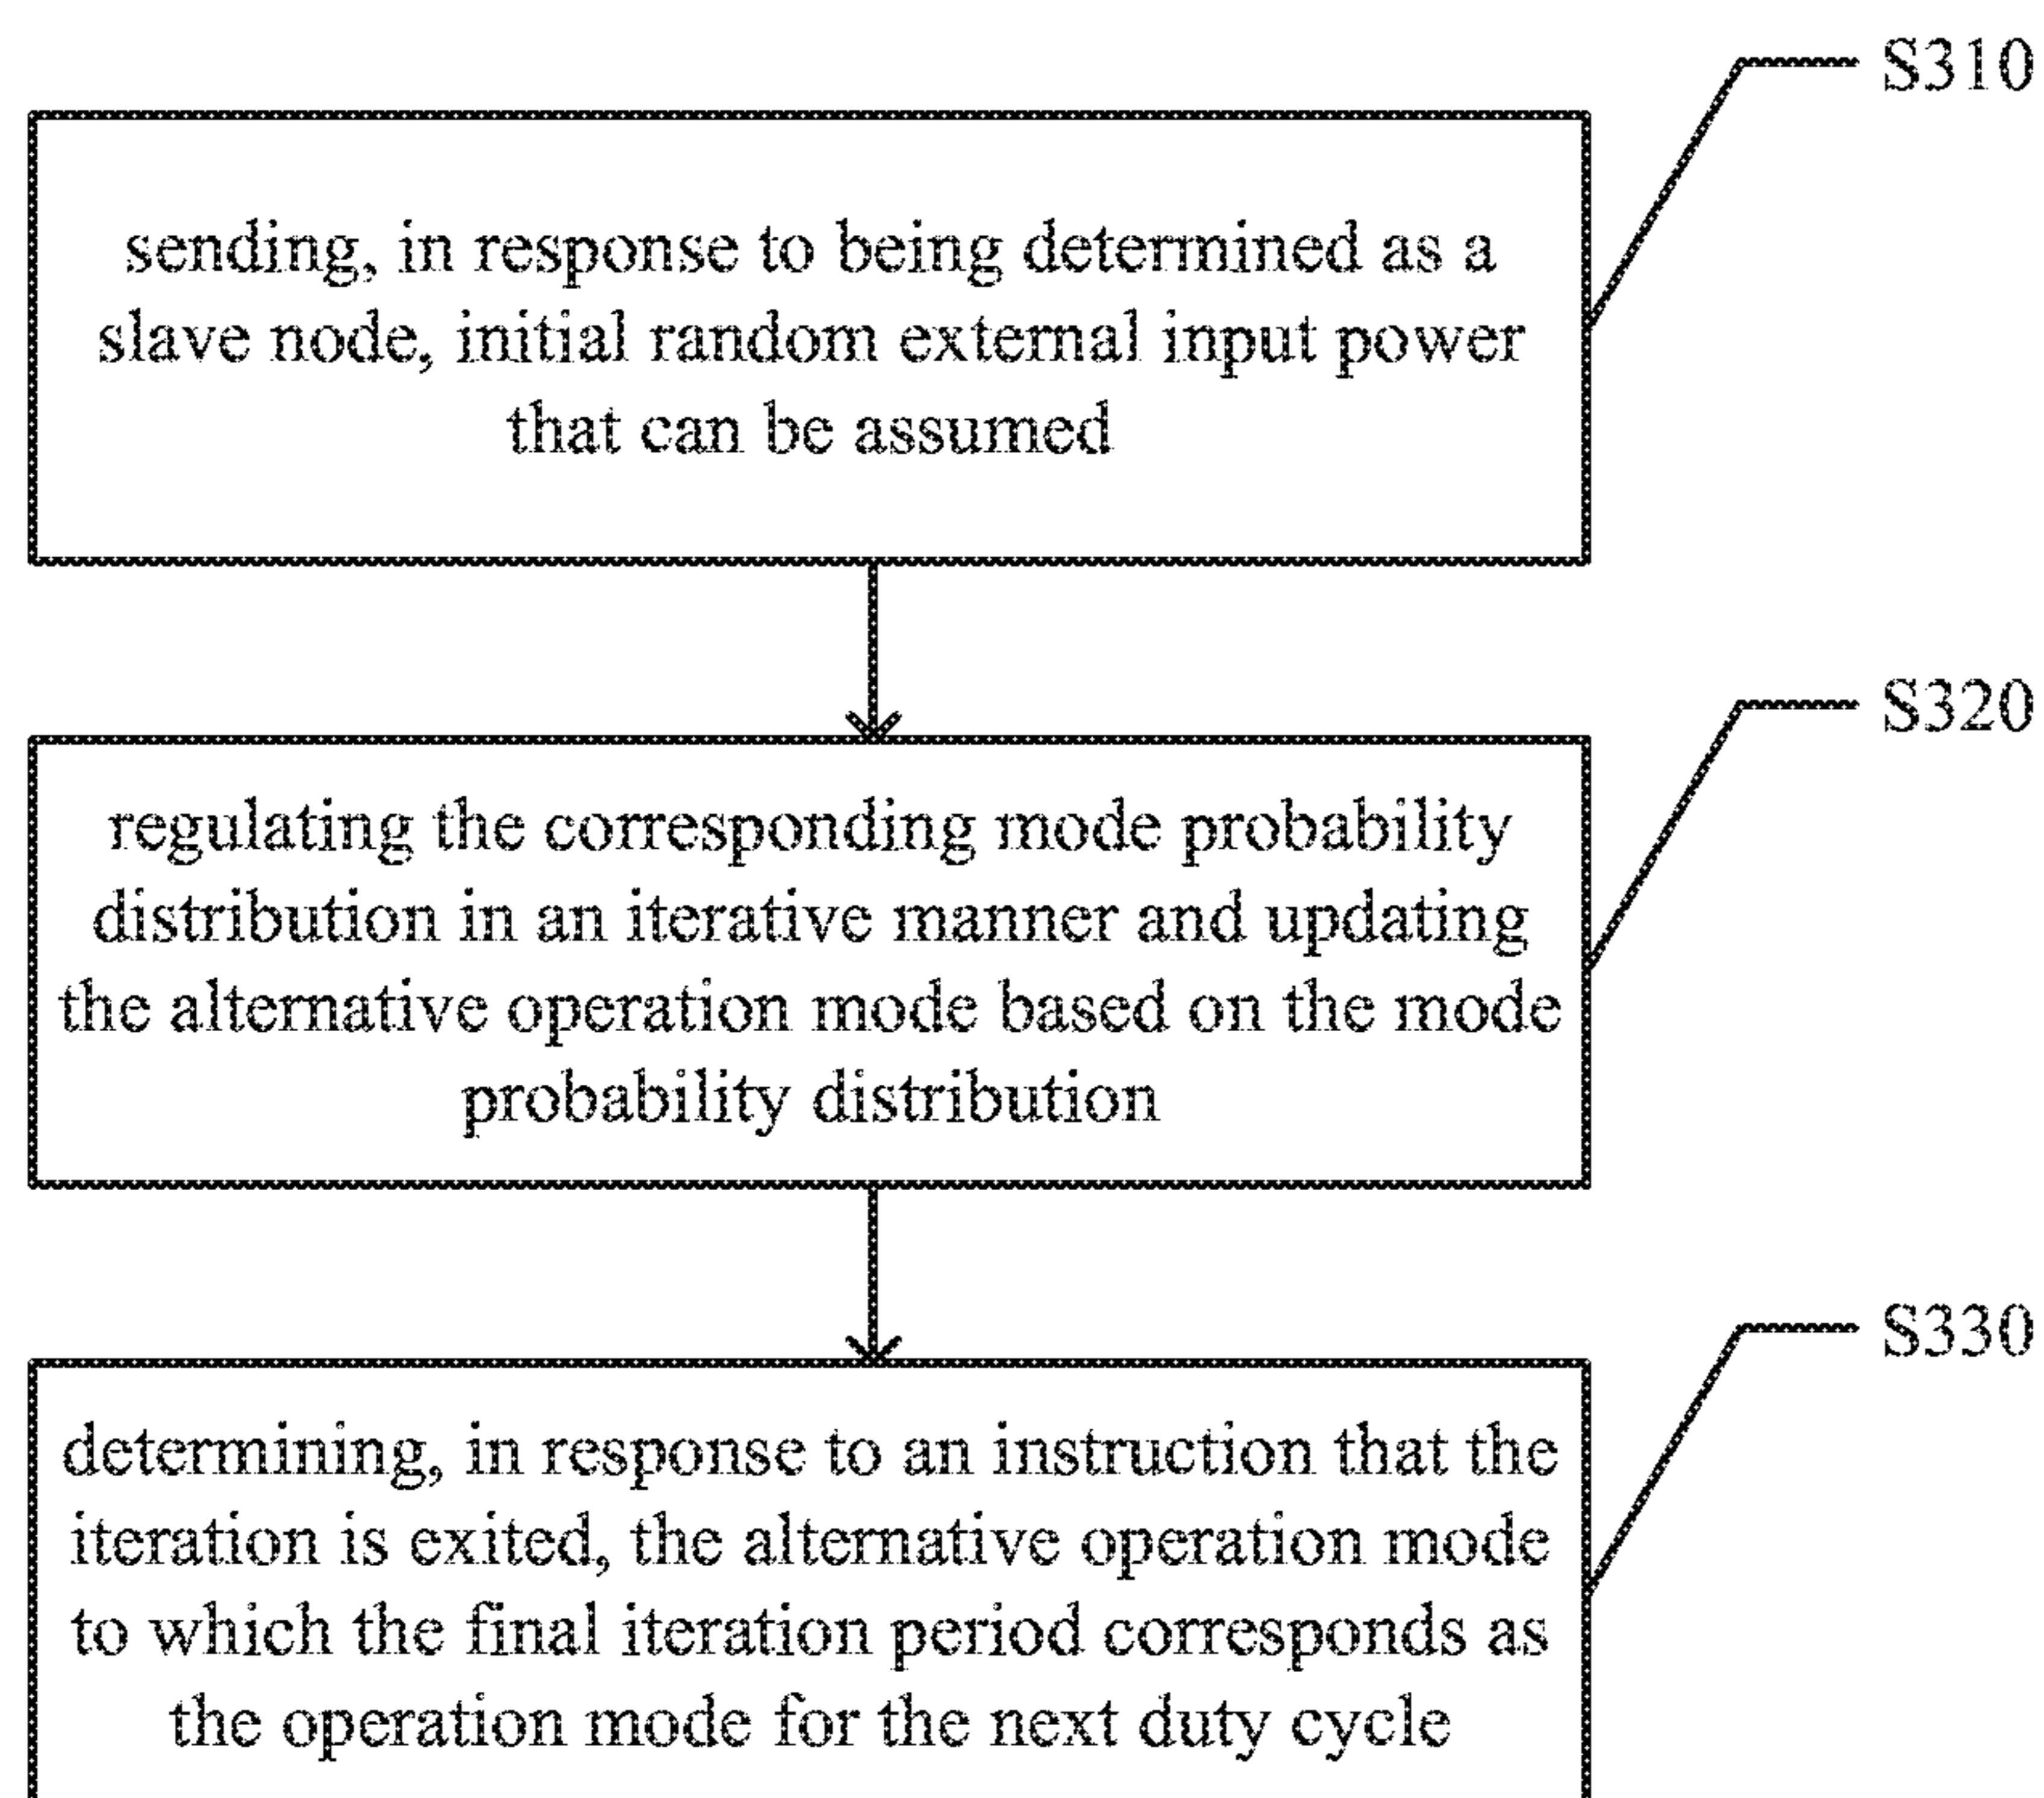 S310
sending, in response to being determined as a
slave node, initial random external input power
that can be assumed
S320
regulating the corresponding mode probability
distribution in an iterative manner and updating
the alternative operation mode based on the mode
probability distribution
S330
determining, in response to an instruction that the
iteration is exited, the alternative operation mode
to which the final iteration period corresponds as
the operation mode for the next duty cycle